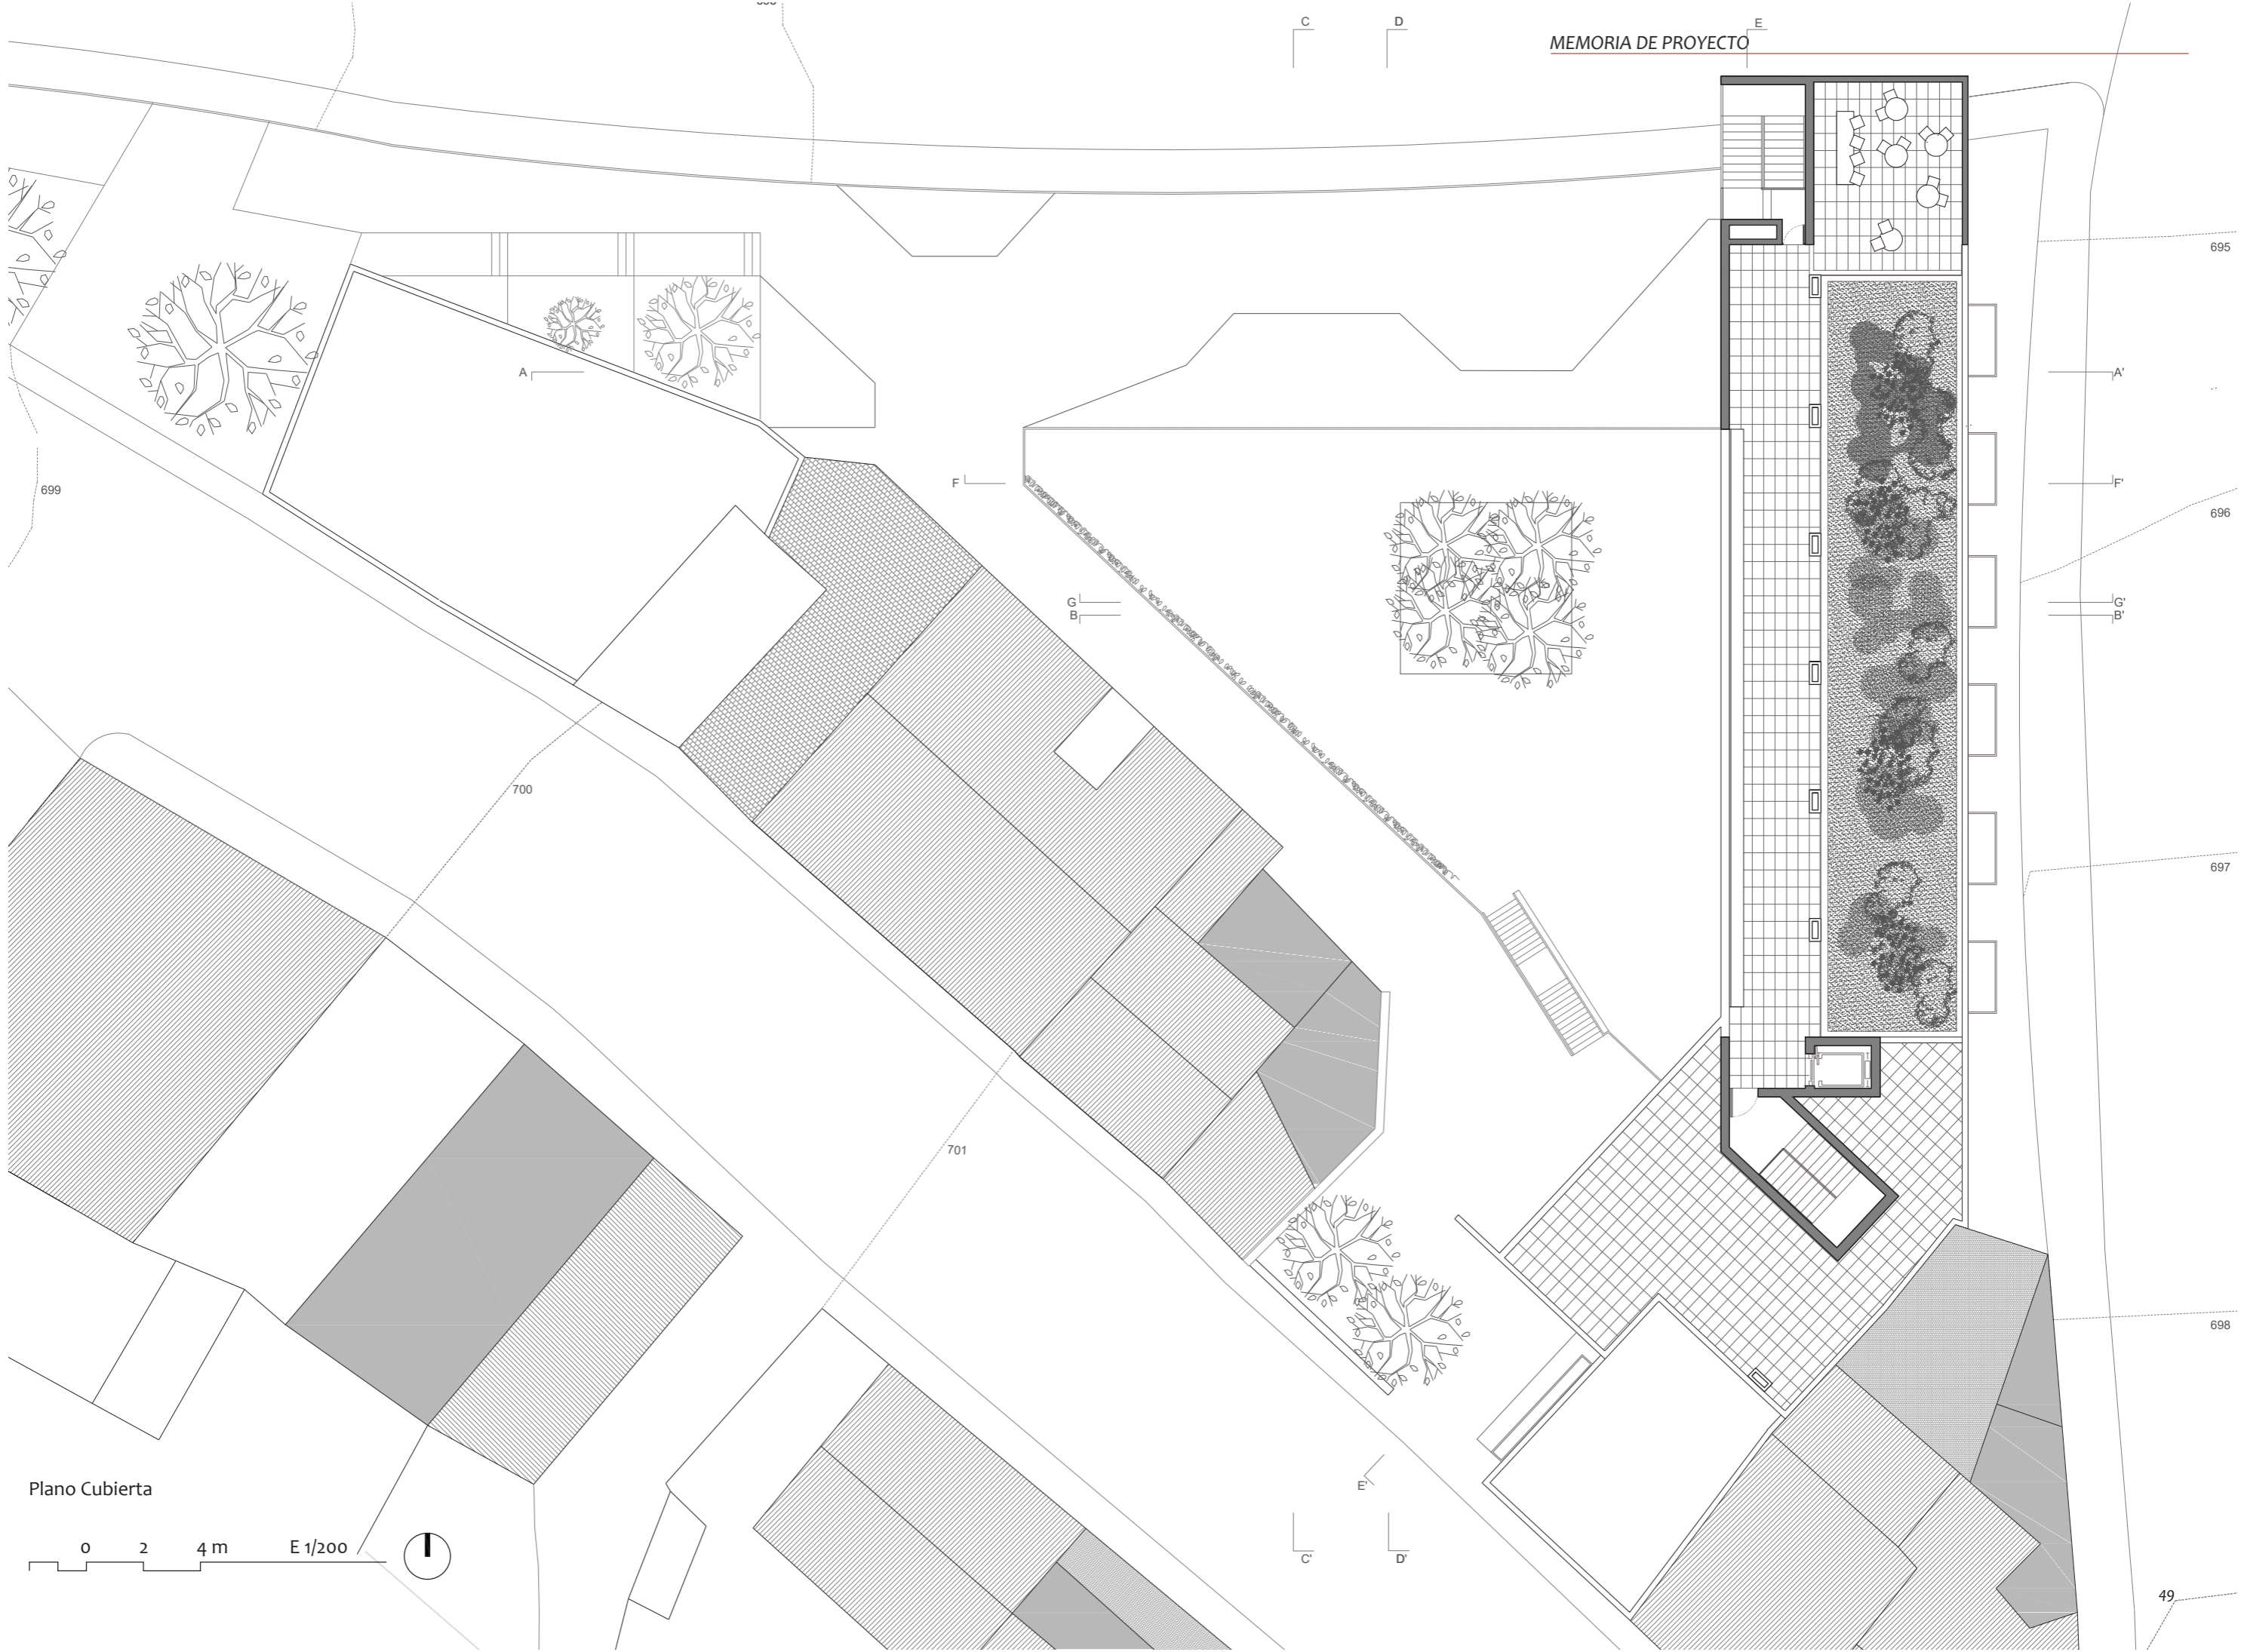 C
D
E
MEMORIA DE PROYECTO
695
A
A'
F
F'
699
696
G
G'
B
B'
700
697
701
698
E'
Plano Cubierta
0 2 4 m E 1/200
C'
D'
49